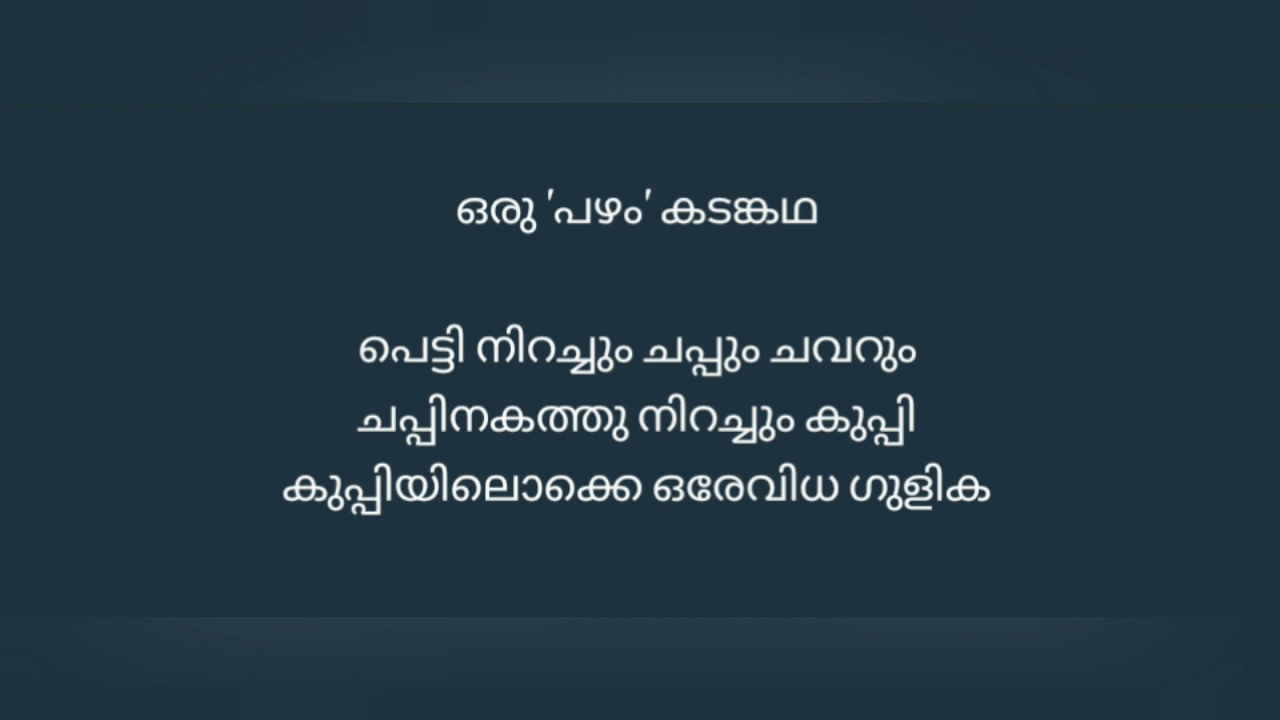 ഒരു 'പഴം' കടങ്കഥ
പെട്ടി നിറച്ചും ചപ്പും ചവറും
ചപ്പിനകത്തു നിറച്ചും കുപ്പി
കുപ്പിയിലൊക്കെ ഒരേവിധ ഗുളിക